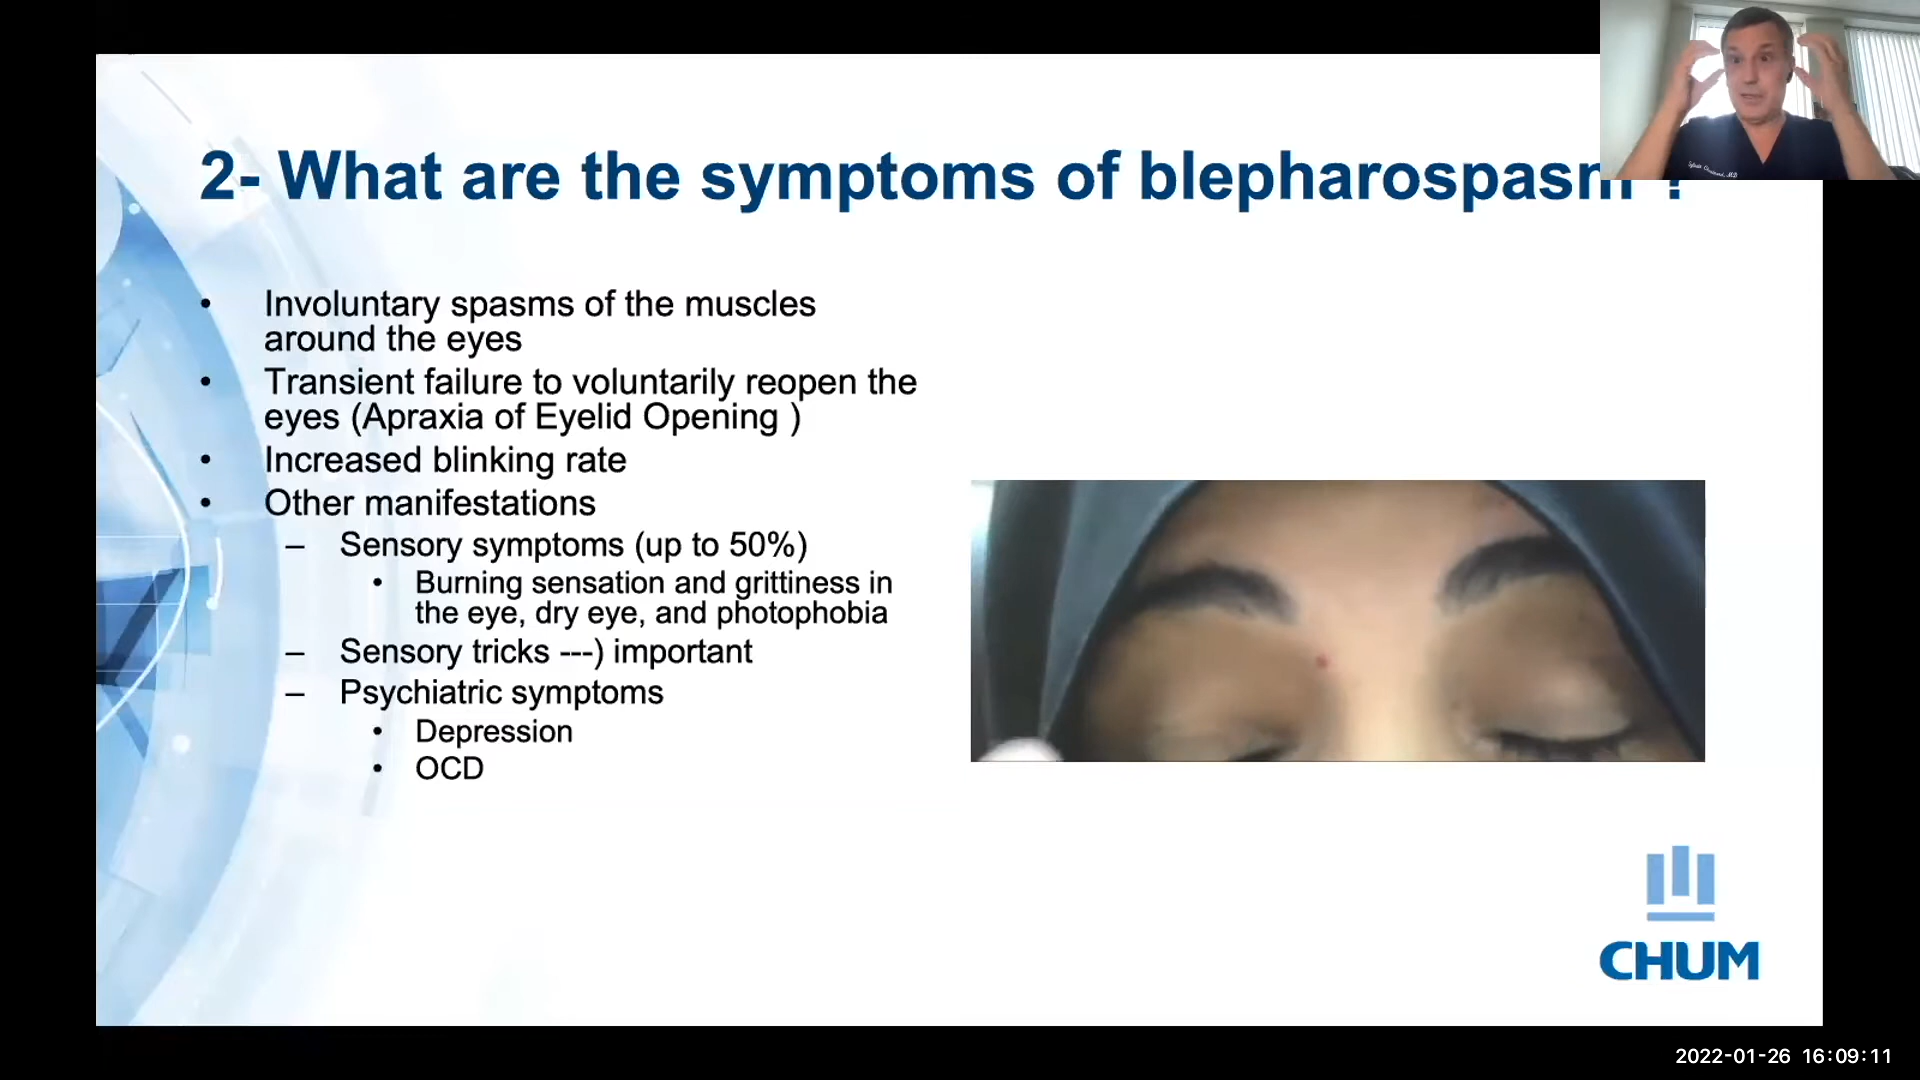 2- What are the symptoms of blepharospasm ?
• Involuntary spasms of the muscles
around the eyes
• Transient failure to voluntarily reopen the
eyes (Apraxia of Eyelid Opening )
• Increased blinking rate
• Other manifestations
– Sensory symptoms (up to 50%)
• Burning sensation and grittiness in
the eye, dry eye, and photophobia
– Sensory tricks ---) important
– Psychiatric symptoms
• Depression
• OCD
CHUM
2022-01-26 16:09:11